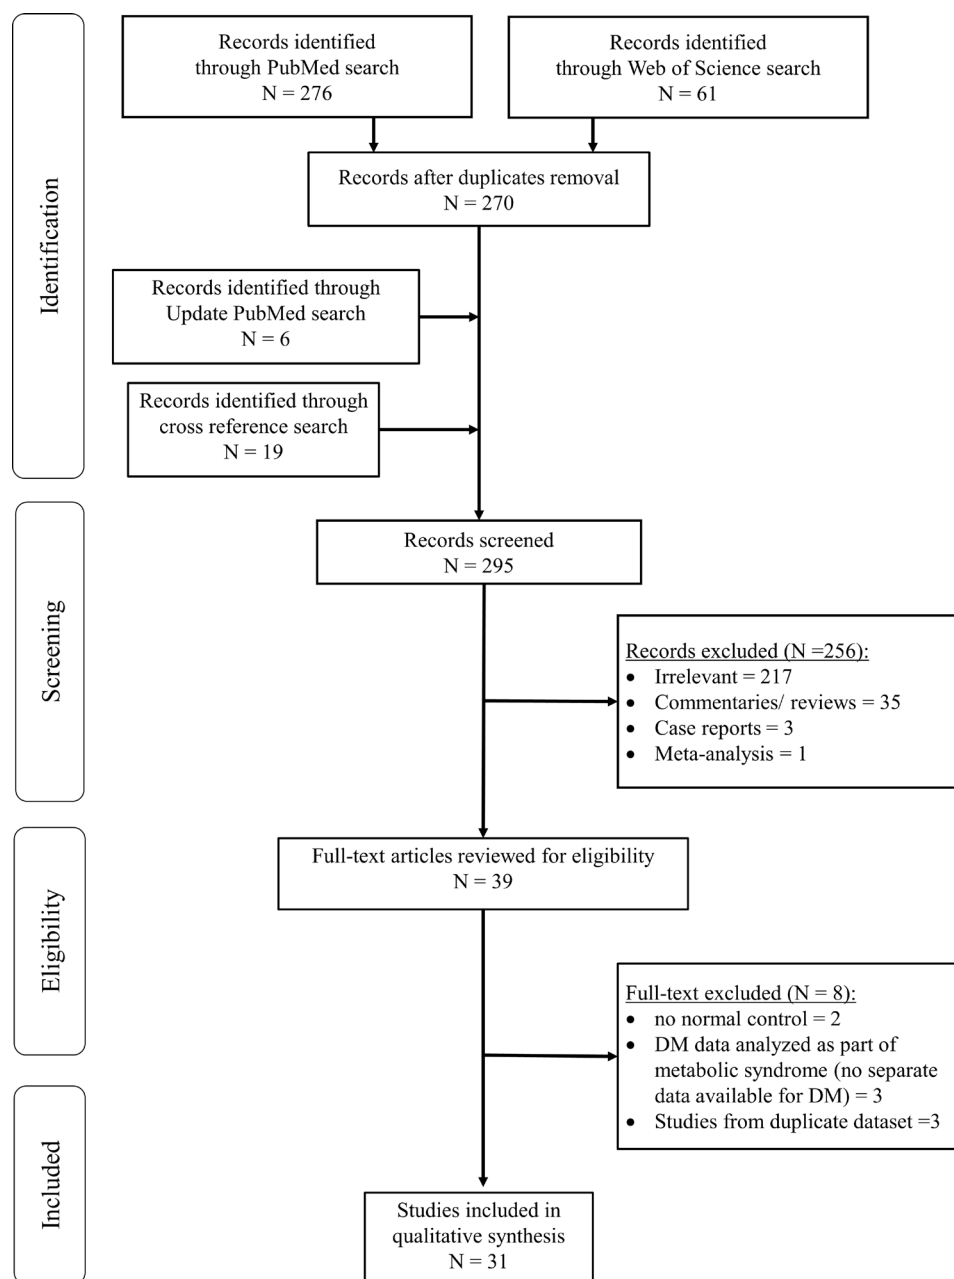 Identification
Records identified
through PubMed search
N = 276
Records identified
through Web of Science search
N = 61
Records after duplicates removal
N = 270
Records identified through
Update PubMed search
N = 6
Records identified through
cross reference search
N = 19
Screening
Records screened
N = 295
Records excluded (N =256):
• Irrelevant = 217
• Commentaries/ reviews = 35
• Case reports = 3
• Meta-analysis = 1
Eligibility
Full-text articles reviewed for eligibility
N = 39
Full-text excluded (N = 8):
• no normal control = 2
• DM data analyzed as part of
metabolic syndrome (no separate
data available for DM) = 3
• Studies from duplicate dataset =3
Included
Studies included in
qualitative synthesis
N = 31